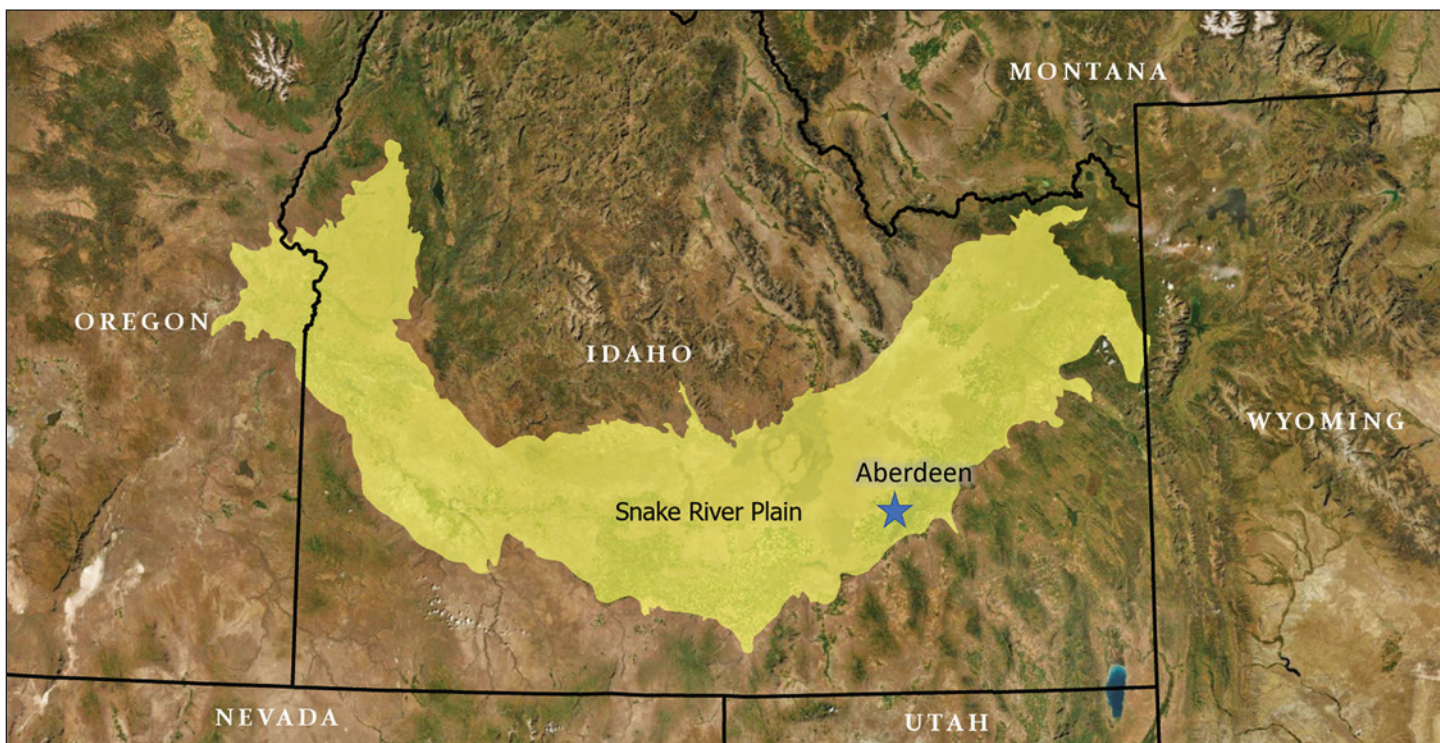 MONTANA
OREGON
IDAHO
WYOMING
Aberdeen
Snake River Plain
NEVADA
UTAH